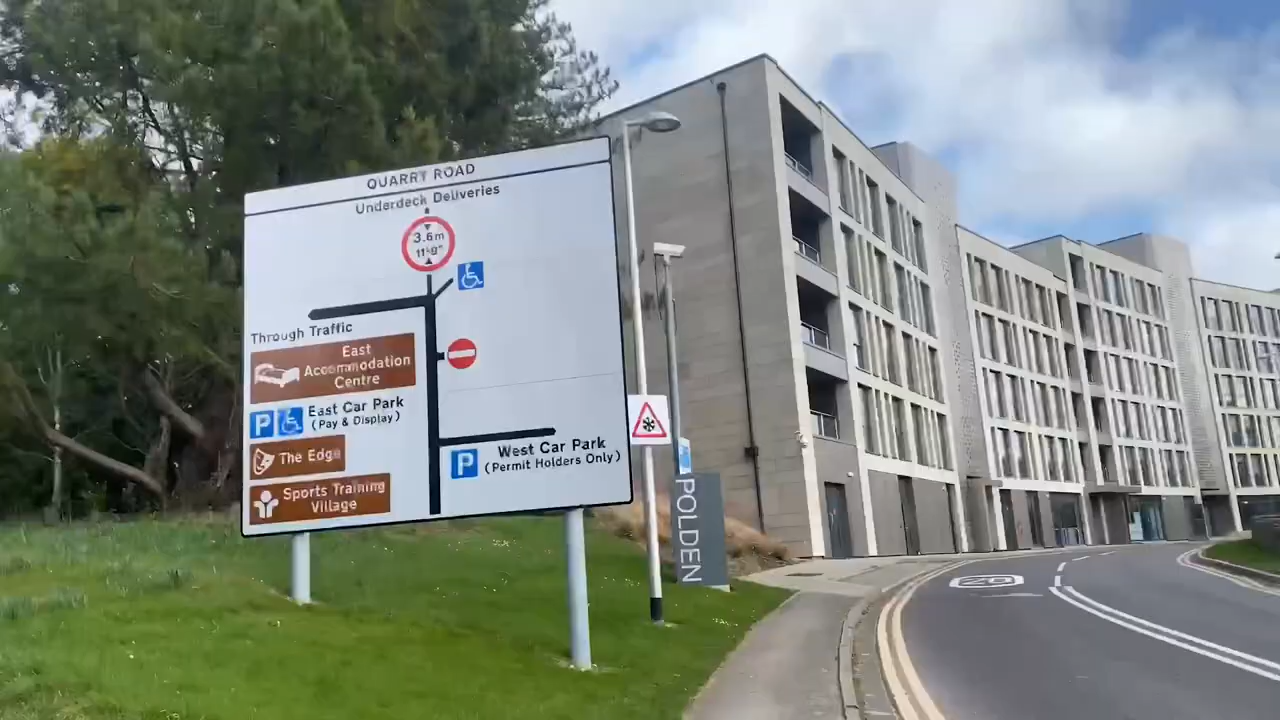 QUARRY ROAD
Underdeck Deliveries
3.6m
11'-9"
Through Traffic
East
Accommodation
Centre
P
East Car Park
(Pay & Display)
The Edge
Sports Training
Village
P
West Car Park
(Permit Holders Only)
POLDEN
20